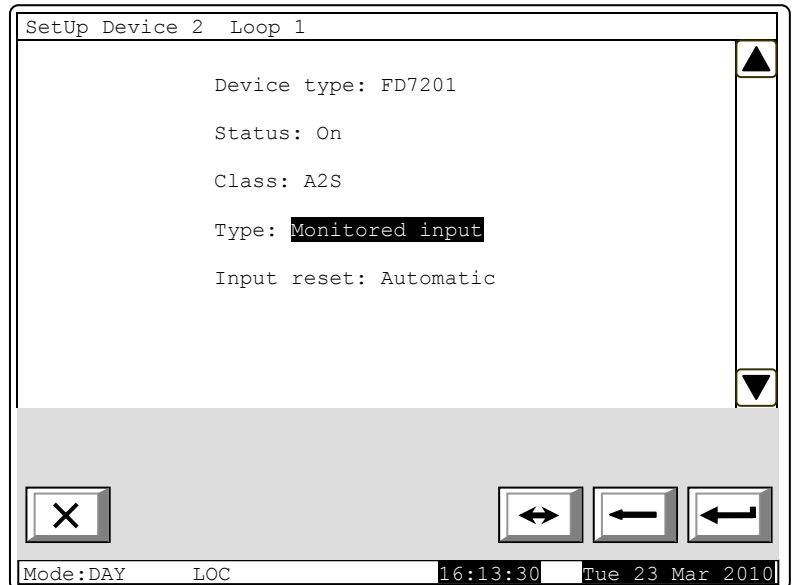 SetUp Device 2 Loop 1
Device type: FD7201
Status: On
Class: A2S
Type: Monitored input
Input reset: Automatic
Mode:DAY LOC 16:13:30 Tue 23 Mar 2010